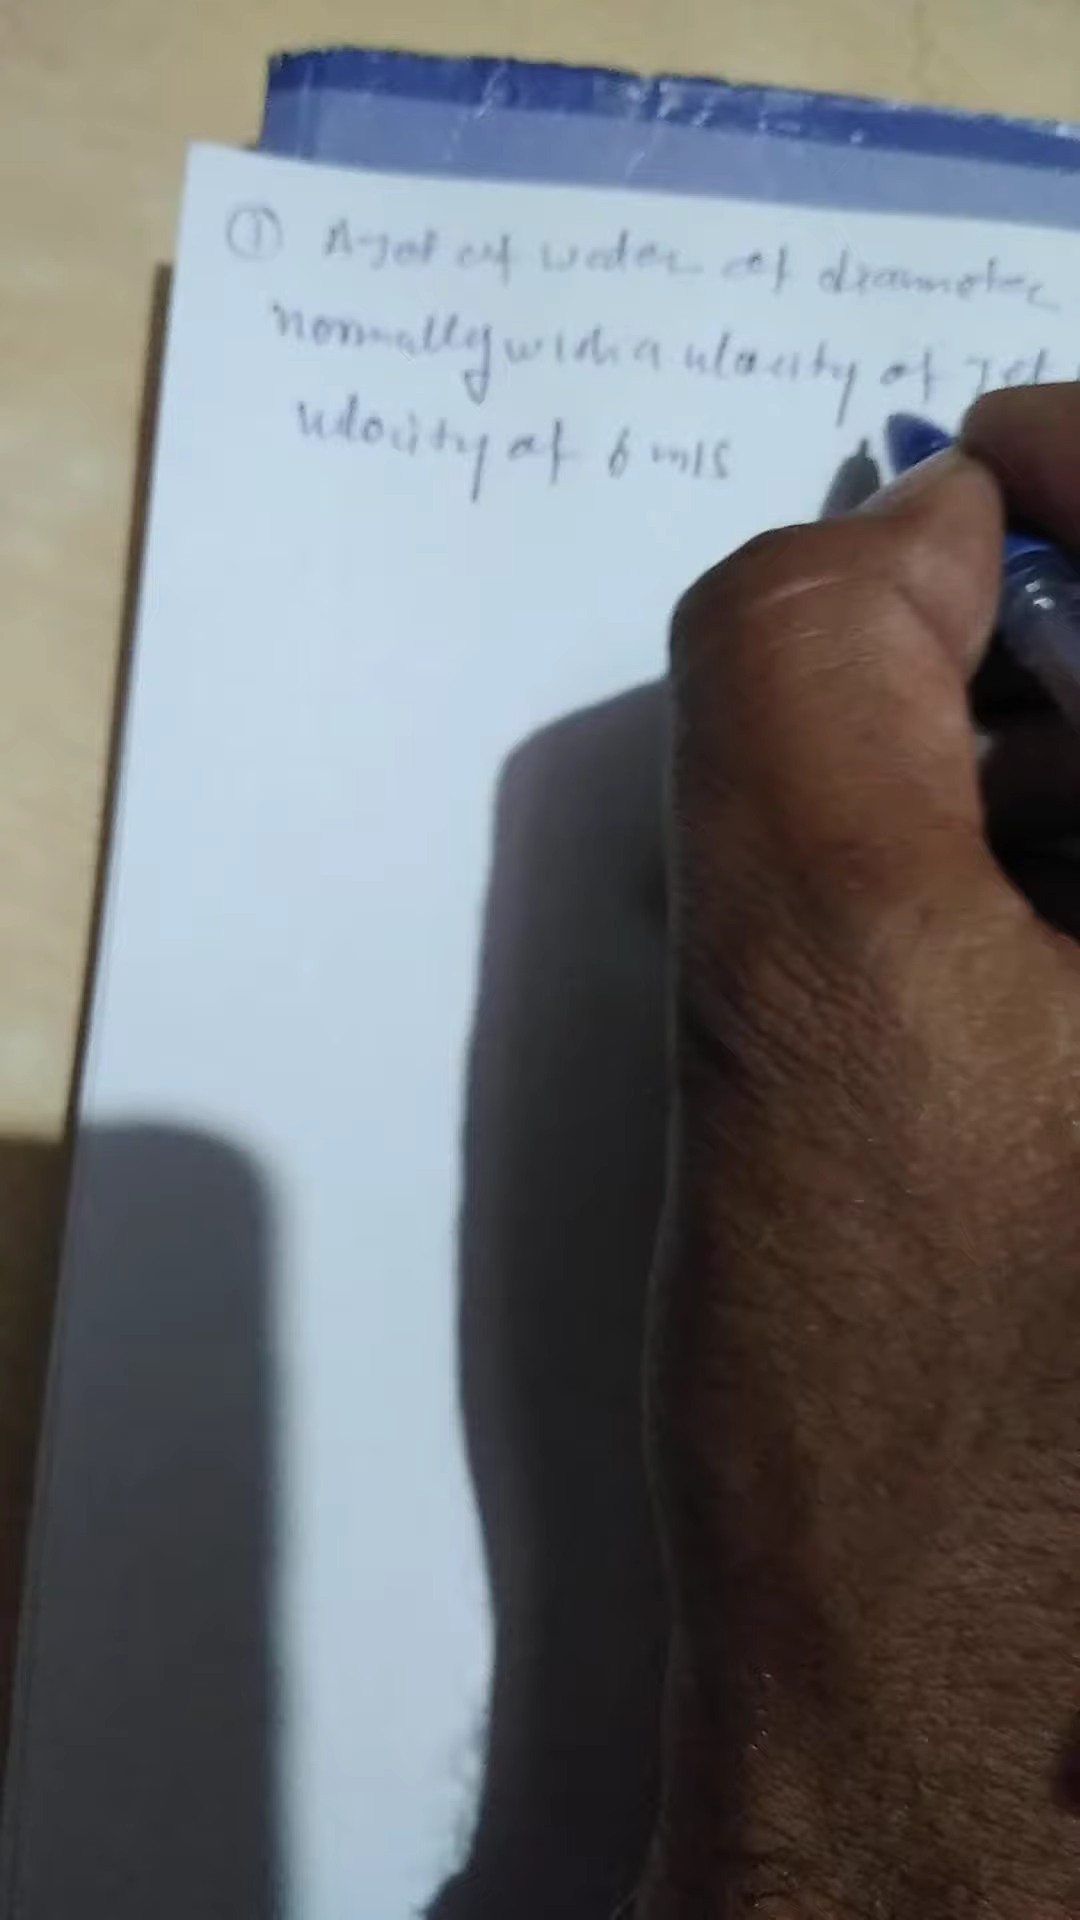 ① A jet of water of diameter
normally with a velocity of jet
velocity of 6 m/s